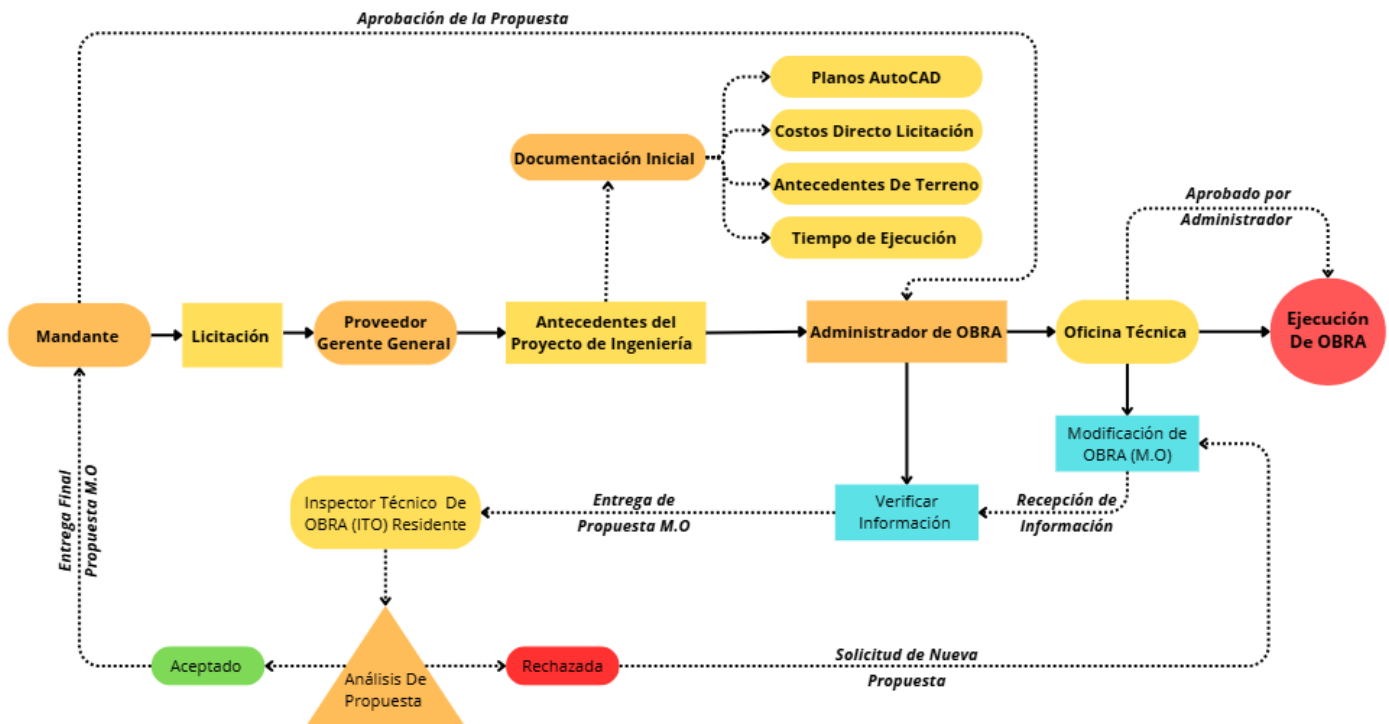 Aprobación de la Propuesta
Planos AutoCAD
Costos Directo Licitación
Documentación Inicial
Antecedentes De Terreno
Tiempo de Ejecución
Aprobado por
Administrador
Mandante
Licitación
Proveedor
Gerente General
Antecedentes del
Proyecto de Ingeniería
Administrador de OBRA
Oficina Técnica
Ejecución
De OBRA
Modificación de
OBRA (M.O)
Entrega Final
Propuesta M.O
Inspector Técnico De
OBRA (ITO) Residente
Entrega de
Propuesta M.O
Verificar
Información
Recepción de
Información
Aceptado
Análisis De
Propuesta
Rechazada
Solicitud de Nueva
Propuesta